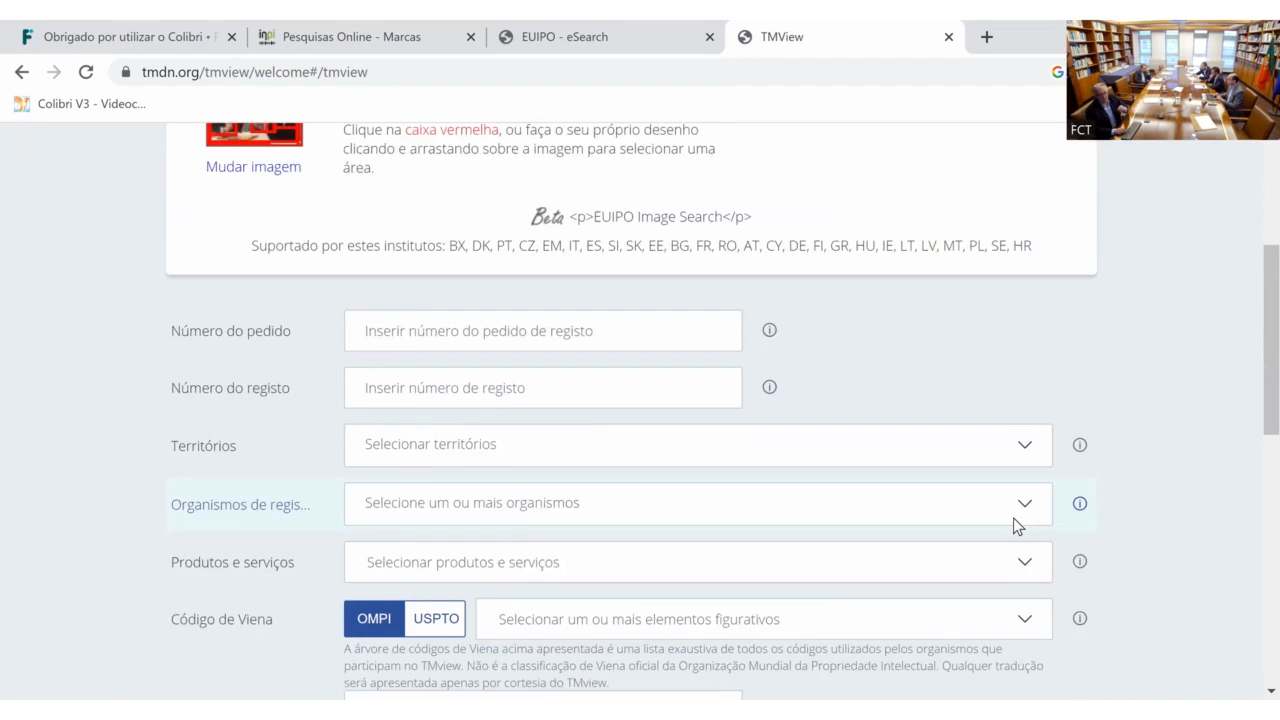 Obrigado por utilizar o Colibri •
Pesquisas Online - Marcas
EUIPO - eSearch
TMView
tmdn.org/tmview/welcome#/tmview
Colibri V3 - Videoc...
FCT
Clique na caixa vermelha, ou faça o seu próprio desenho
clicando e arrastando sobre a imagem para selecionar uma
área.
Mudar imagem
Beta <p>EUIPO Image Search</p>
Suportado por estes institutos: BX, DK, PT, CZ, EM, IT, ES, SI, SK, EE, BG, FR, RO, AT, CY, DE, FI, GR, HU, IE, LT, LV, MT, PL, SE, HR
Número do pedido
Inserir número do pedido de registo
Número do registo
Inserir número de registo
Territórios
Selecionar territórios
Organismos de regis...
Selecione um ou mais organismos
Produtos e serviços
Selecionar produtos e serviços
Código de Viena
OMPI
USPTO
Selecionar um ou mais elementos figurativos
A árvore de códigos de Viena acima apresentada é uma lista exaustiva de todos os códigos utilizados pelos organismos que
participam no TMview. Não é a classificação de Viena oficial da Organização Mundial da Propriedade Intelectual. Qualquer tradução
será apresentada apenas por cortesia do TMview.